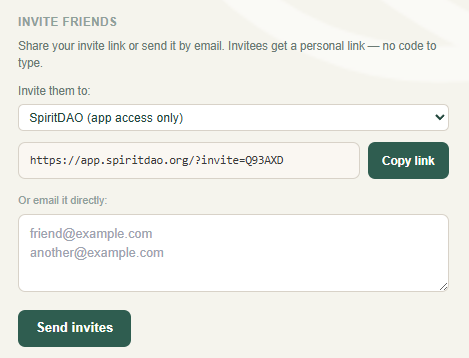 INVITE FRIENDS
Share your invite link or send it by email. Invitees get a personal link — no code to
type.
Invite them to:
SpiritDAO (app access only)
https://app.spiritdao.org/?invite=Q93AXD
Copy link
Or email it directly:
friend@example.com
another@example.com
Send invites